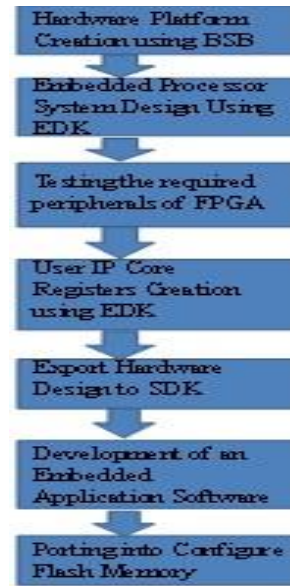 Hardware Platform
Creation using BSB
Embedded Processor
System Design Using
EDK
Testing the required
peripherals of FPGA
User IP Core
Registers Creation
using EDK
Export Hardware
Design to SDK
Development of an
Embedded
Application Software
Porting into Configure
Flash Memory